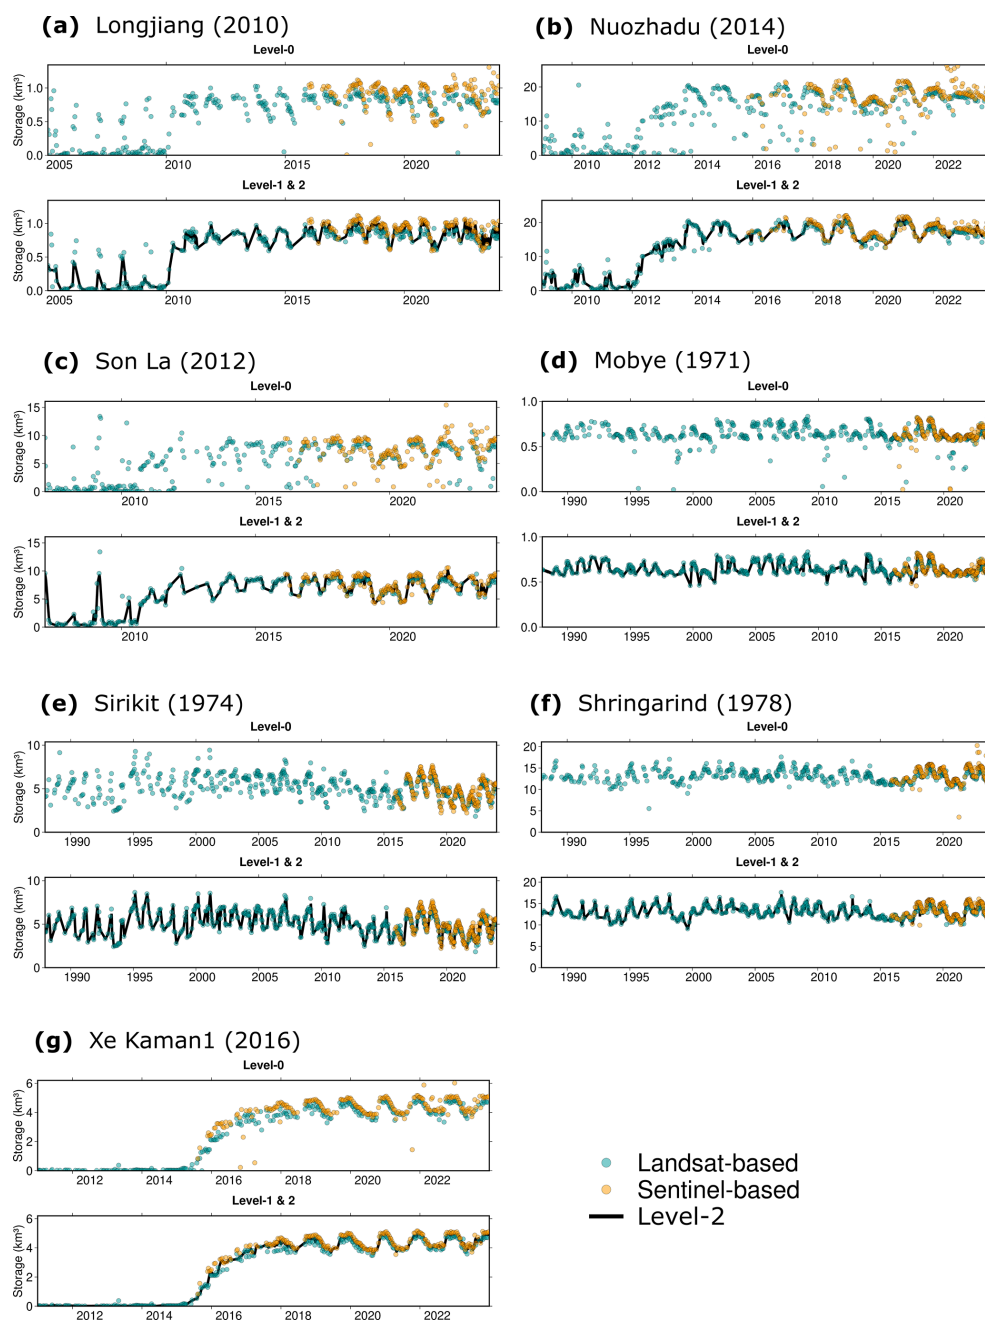 (a) Longjiang (2010)
Level-0
Storage (km³)
1.0
0.5
0.0
2005 2010 2015 2020
Level-1 & 2
Storage (km³)
1.0
0.5
0.0
2005 2010 2015 2020
(b) Nuozhadu (2014)
Level-0
20
10
0
2010 2012 2014 2016 2018 2020 2022
Level-1 & 2
20
10
0
2010 2012 2014 2016 2018 2020 2022
(c) Son La (2012)
Level-0
Storage (km³)
15
10
5
0
2010 2015 2020
Level-1 & 2
Storage (km³)
15
10
5
0
2010 2015 2020
(d) Mobye (1971)
Level-0
1.0
0.5
0.0
1990 1995 2000 2005 2010 2015 2020
Level-1 & 2
1.0
0.5
0.0
1990 1995 2000 2005 2010 2015 2020
(e) Sirikit (1974)
Level-0
Storage (km³)
10
5
0
1990 1995 2000 2005 2010 2015 2020
Level-1 & 2
Storage (km³)
10
5
0
1990 1995 2000 2005 2010 2015 2020
(f) Shringarind (1978)
Level-0
20
15
10
5
0
1990 1995 2000 2005 2010 2015 2020
Level-1 & 2
20
15
10
5
0
1990 1995 2000 2005 2010 2015 2020
(g) Xe Kaman1 (2016)
Level-0
Storage (km³)
6
4
2
0
2012 2014 2016 2018 2020 2022
Level-1 & 2
Storage (km³)
6
4
2
0
2012 2014 2016 2018 2020 2022
Landsat-based
Sentinel-based
Level-2